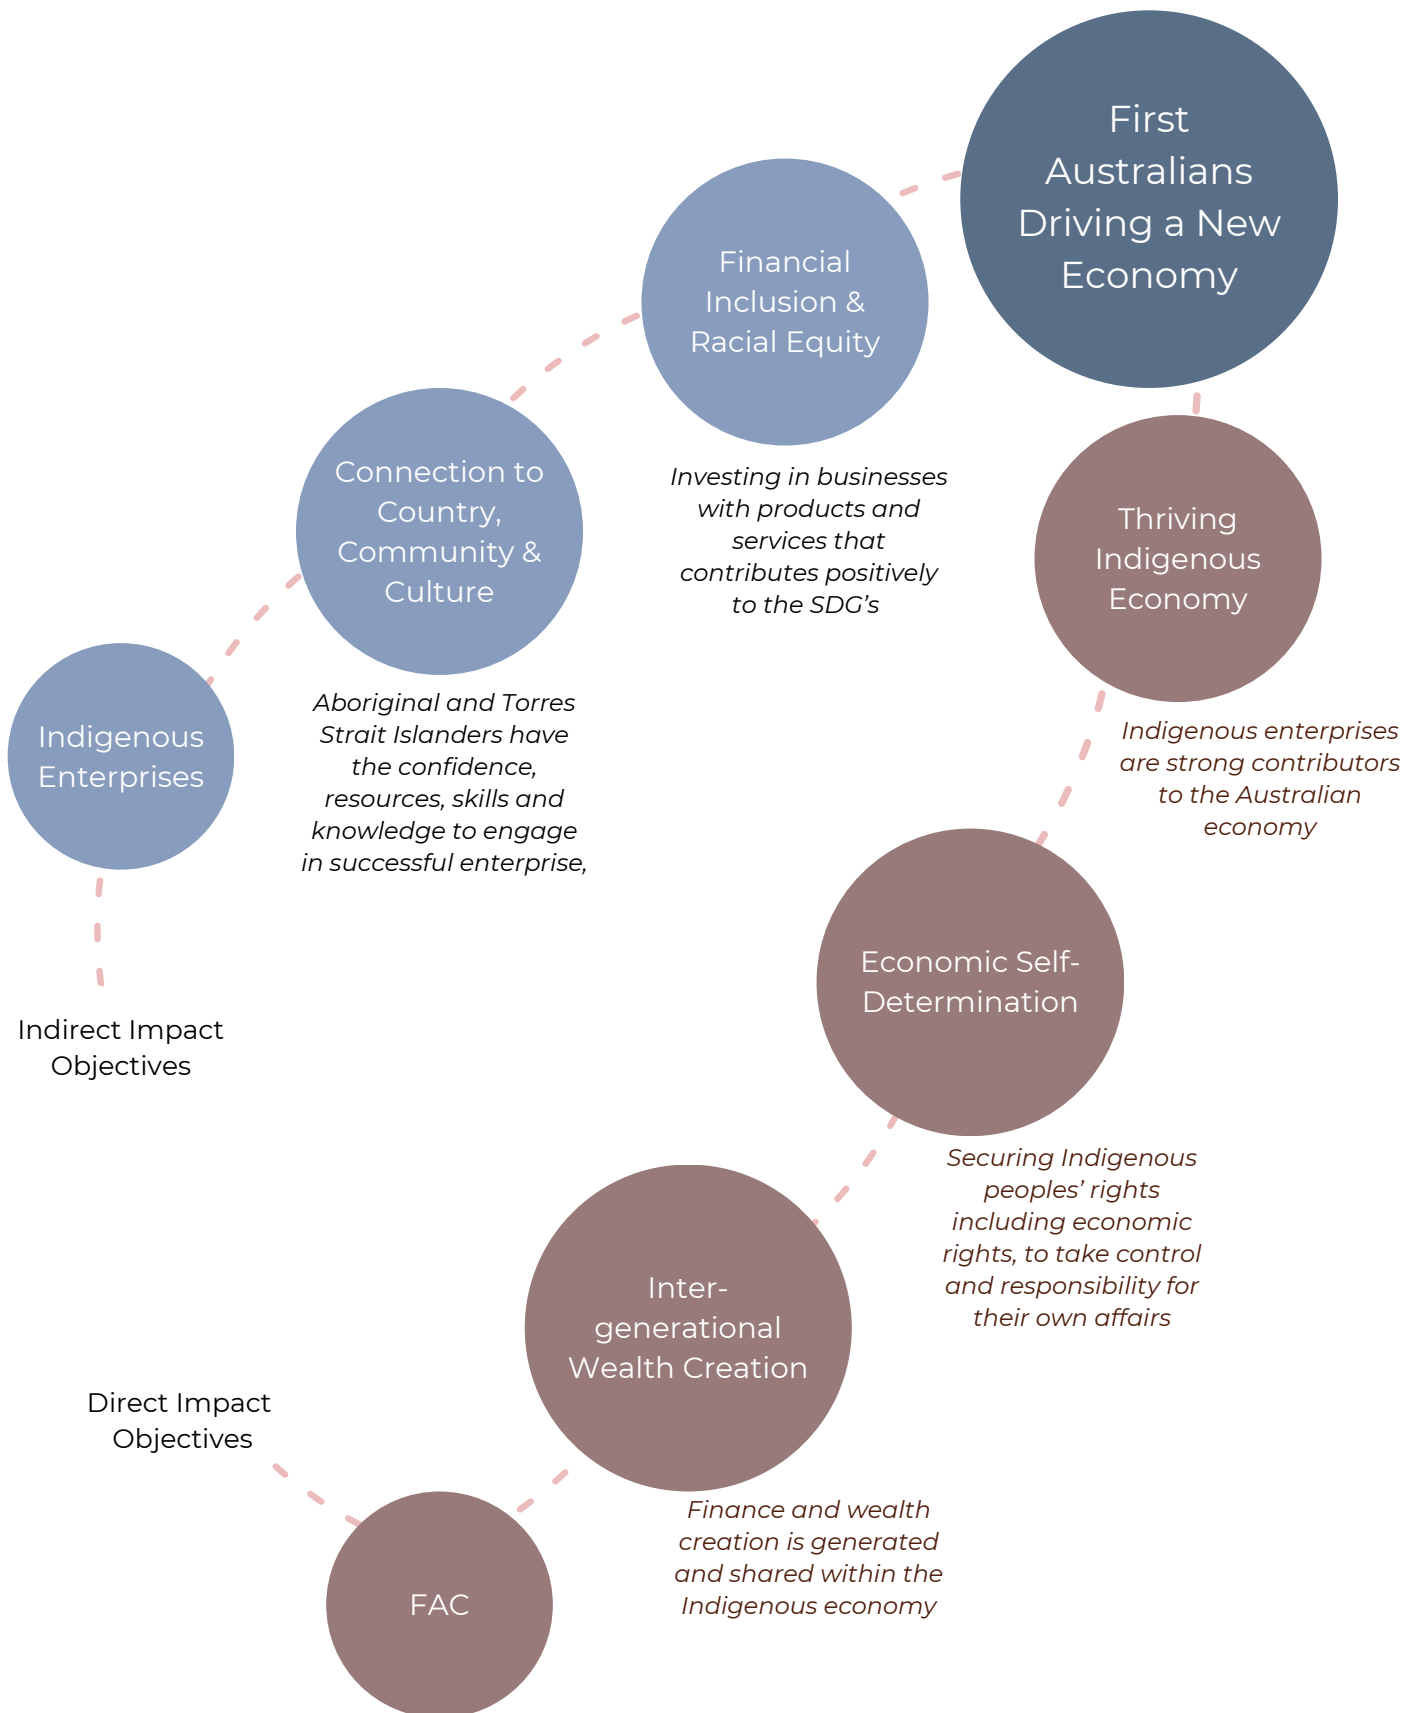 First
Australians
Driving a New
Economy
Financial
Inclusion &
Racial Equity
Investing in businesses
with products and
services that
contributes positively
to the SDG’s
Connection to
Country,
Community &
Culture
Aboriginal and Torres
Strait Islanders have
the confidence,
resources, skills and
knowledge to engage
in successful enterprise,
Indigenous
Enterprises
Indirect Impact
Objectives
Thriving
Indigenous
Economy
Indigenous enterprises
are strong contributors
to the Australian
economy
Economic Self-
Determination
Securing Indigenous
peoples’ rights
including economic
rights, to take control
and responsibility for
their own affairs
Inter-
generational
Wealth Creation
Finance and wealth
creation is generated
and shared within the
Indigenous economy
Direct Impact
Objectives
FAC